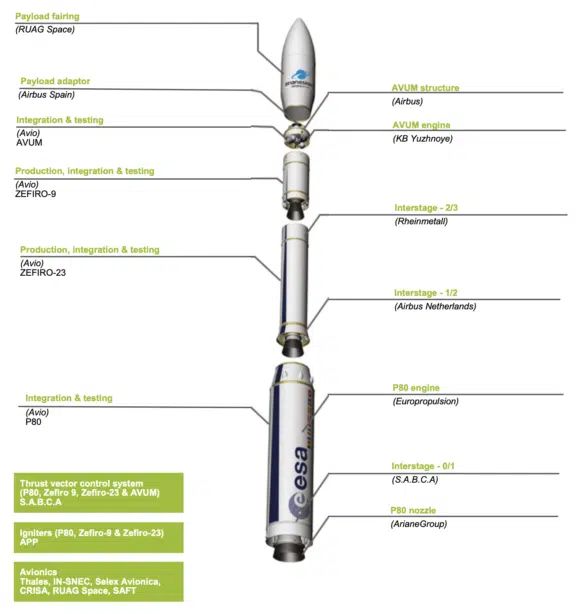 Payload fairing
(RUAG Space)
arianespace
Payload adaptor
(Airbus Spain)
AVUM structure
(Airbus)
Integration & testing
(Avio)
AVUM
AVUM engine
(KB Yuzhnoye)
Production, integration & testing
(Avio)
ZEFIRO-9
Interstage - 2/3
(Rheinmetall)
Production, integration & testing
(Avio)
ZEFIRO-23
Interstage - 1/2
(Airbus Netherlands)
Integration & testing
(Avio)
P80
P80 engine
(Europropulsion)
esa
Interstage - 0/1
(S.A.B.C.A)
P80 nozzle
(ArianeGroup)
Thrust vector control system
(P80, Zefiro 9, Zefiro-23 & AVUM)
S.A.B.C.A
Igniters (P80, Zefiro-9 & Zefiro-23)
APP
Avionics
Thales, IN-SNEC, Selex Avionica,
CRISA, RUAG Space, SAFT